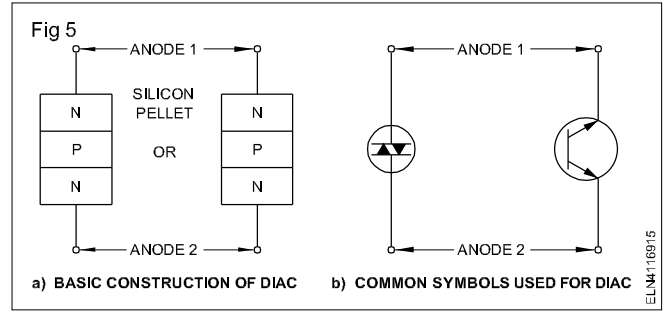 Fig 5
ANODE 1
ANODE 1
SILICON
PELLET
N
N
P
OR
P
N
N
ANODE 2
ANODE 2
a) BASIC CONSTRUCTION OF DIAC
b) COMMON SYMBOLS USED FOR DIAC
ELN4116915